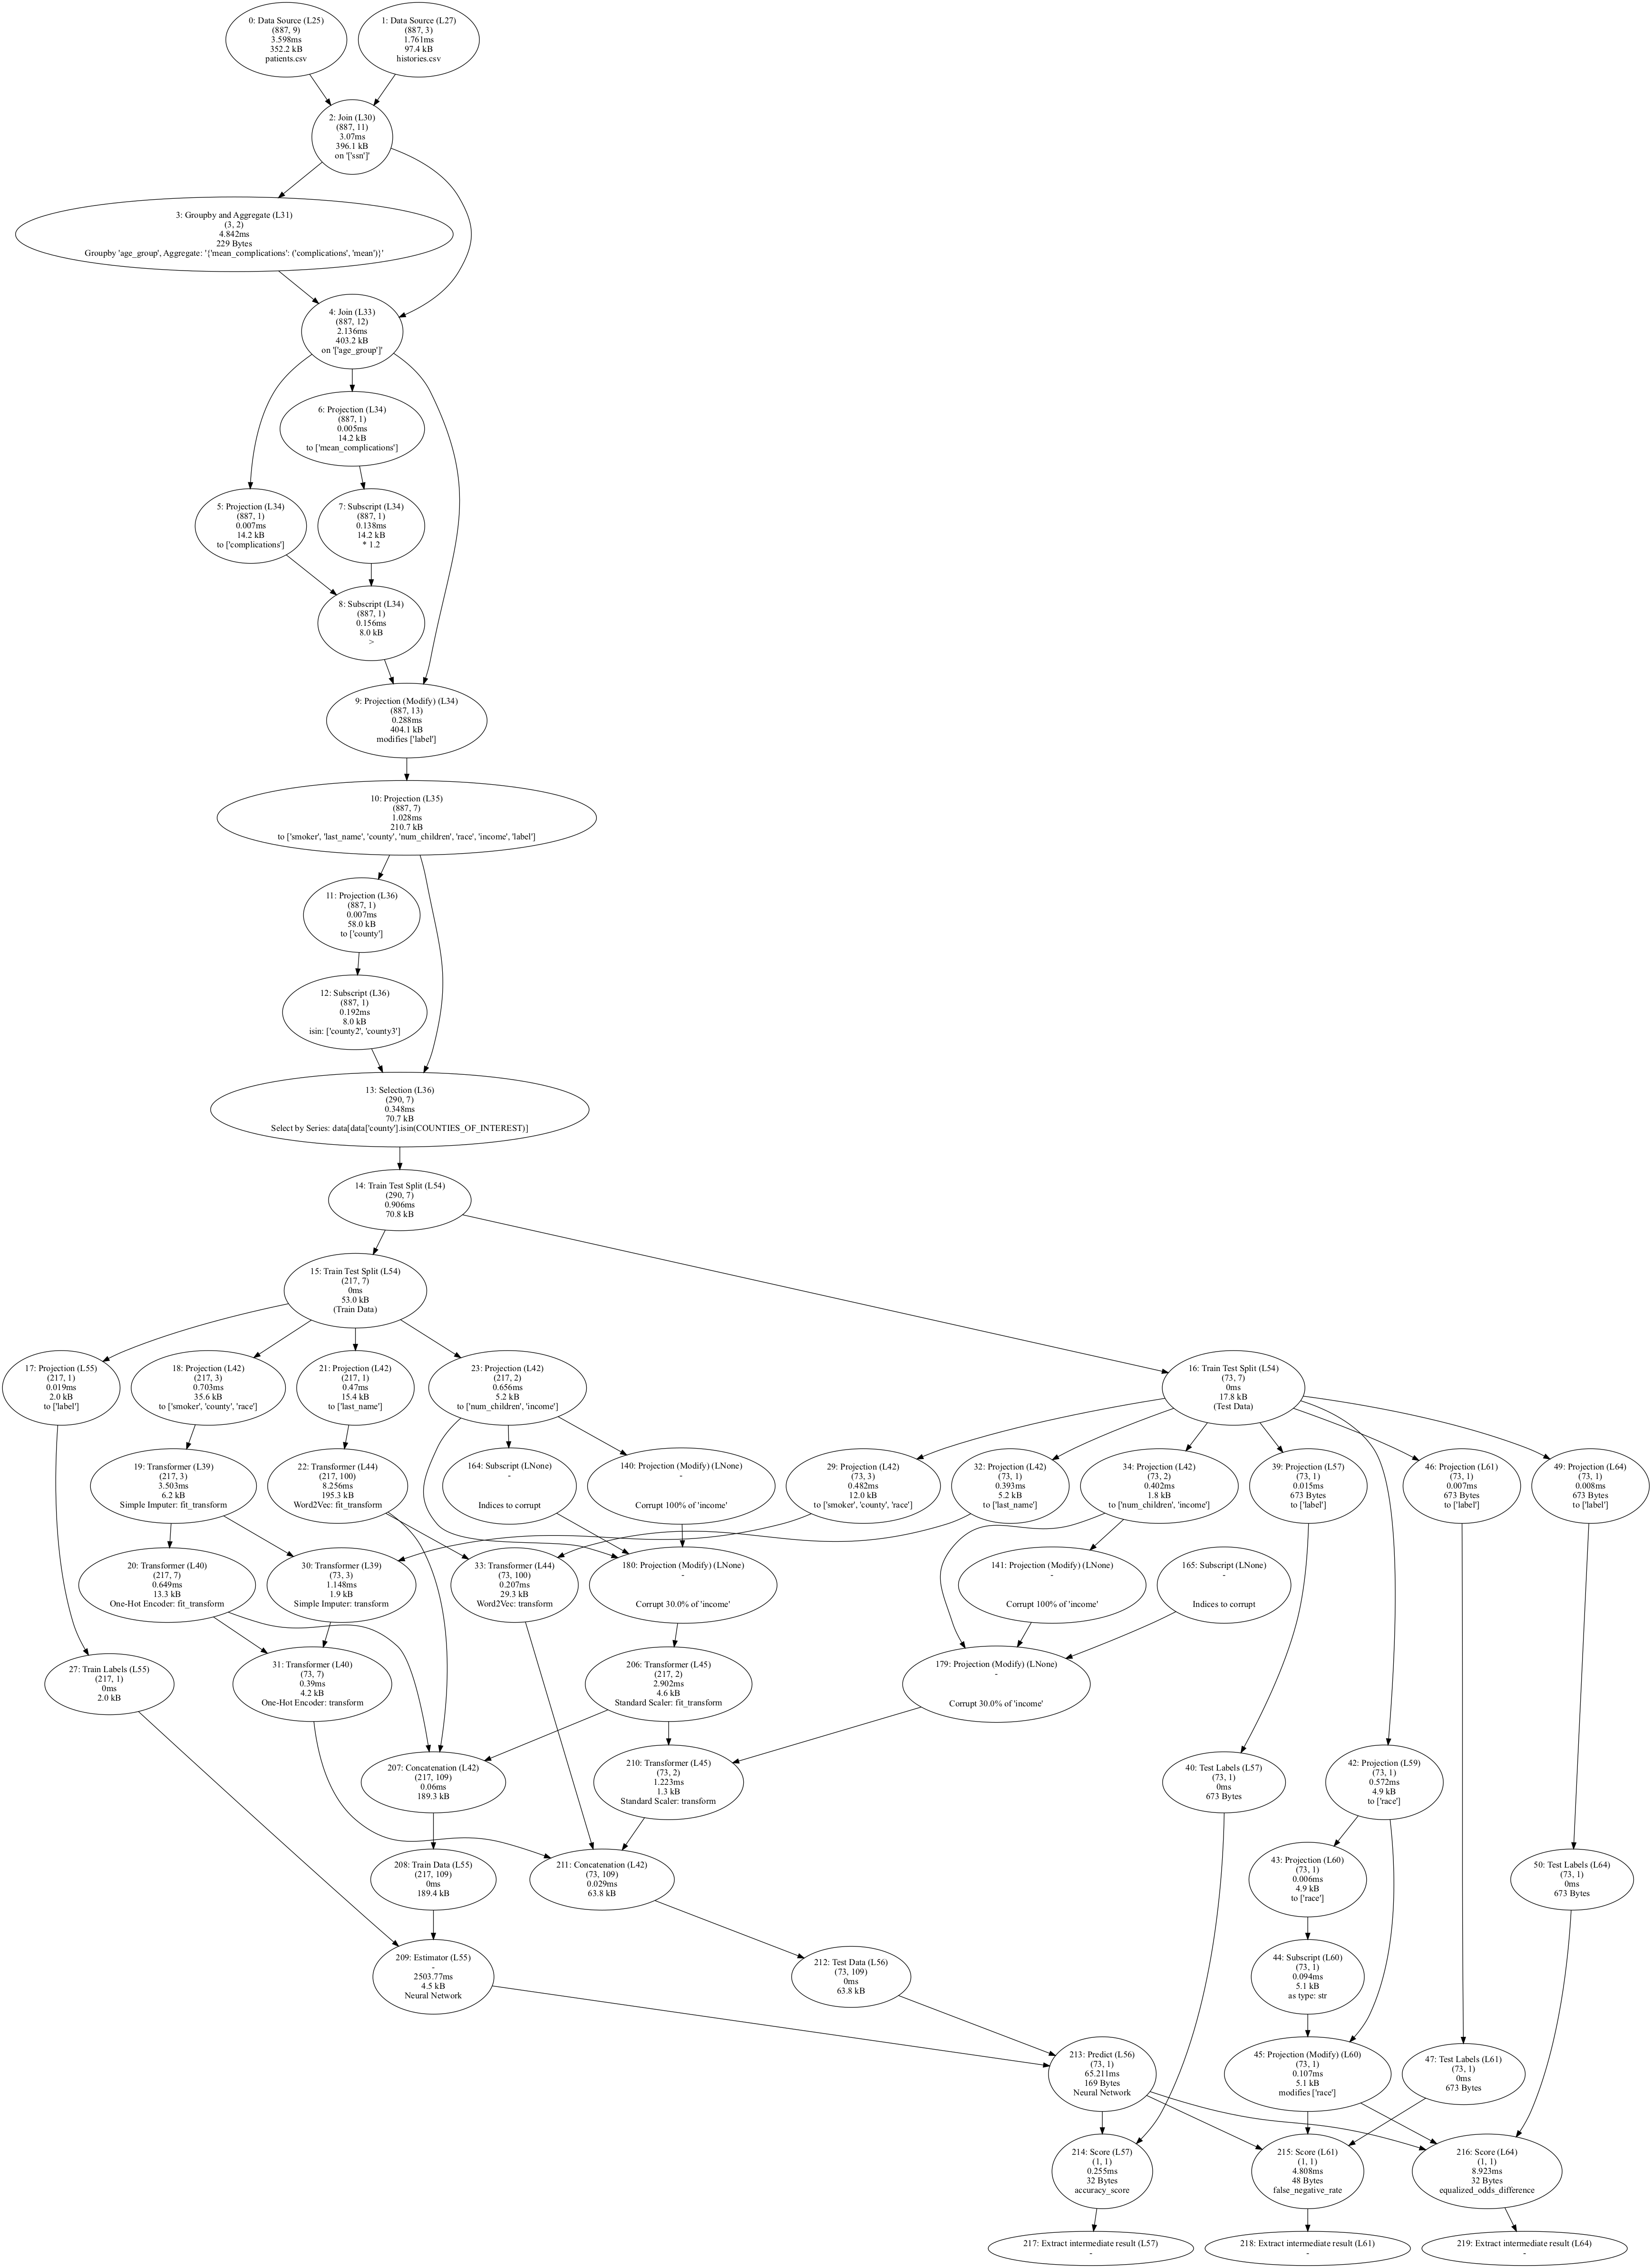 0: Data Source (L25)
(887, 9)
3.598ms
352.2 kB
patients.csv
1: Data Source (L27)
(887, 3)
1.761ms
97.4 kB
histories.csv
2: Join (L30)
(887, 11)
3.07ms
396.1 kB
on '['ssn']'
3: Groupby and Aggregate (L31)
(3, 2)
4.842ms
229 Bytes
Groupby 'age_group', Aggregate: '{'mean_complications': ('complications', 'mean')}'
4: Join (L33)
(887, 12)
2.136ms
403.2 kB
on '['age_group']'
6: Projection (L34)
(887, 1)
0.005ms
14.2 kB
to ['mean_complications']
5: Projection (L34)
(887, 1)
0.007ms
14.2 kB
to ['complications']
7: Subscript (L34)
(887, 1)
0.138ms
14.2 kB
* 1.2
8: Subscript (L34)
(887, 1)
0.156ms
8.0 kB
>
9: Projection (Modify) (L34)
(887, 13)
0.288ms
404.1 kB
modifies ['label']
10: Projection (L35)
(887, 7)
1.028ms
210.7 kB
to ['smoker', 'last_name', 'county', 'num_children', 'race', 'income', 'label']
11: Projection (L36)
(887, 1)
0.007ms
58.0 kB
to ['county']
12: Subscript (L36)
(887, 1)
0.192ms
8.0 kB
isin: ['county2', 'county3']
13: Selection (L36)
(290, 7)
0.348ms
70.7 kB
Select by Series: data[data['county'].isin(COUNTIES_OF_INTEREST)]
14: Train Test Split (L54)
(290, 7)
0.906ms
70.8 kB
15: Train Test Split (L54)
(217, 7)
0ms
53.0 kB
(Train Data)
17: Projection (L55)
(217, 1)
0.019ms
2.0 kB
to ['label']
18: Projection (L42)
(217, 3)
0.703ms
35.6 kB
to ['smoker', 'county', 'race']
21: Projection (L42)
(217, 1)
0.47ms
15.4 kB
to ['last_name']
23: Projection (L42)
(217, 2)
0.656ms
5.2 kB
to ['num_children', 'income']
16: Train Test Split (L54)
(73, 7)
0ms
17.8 kB
(Test Data)
19: Transformer (L39)
(217, 3)
3.503ms
6.2 kB
Simple Imputer: fit_transform
22: Transformer (L44)
(217, 100)
8.256ms
195.3 kB
Word2Vec: fit_transform
164: Subscript (LNone)
-
Indices to corrupt
140: Projection (Modify) (LNone)
-
Corrupt 100% of 'income'
29: Projection (L42)
(73, 3)
0.482ms
12.0 kB
to ['smoker', 'county', 'race']
32: Projection (L42)
(73, 1)
0.393ms
5.2 kB
to ['last_name']
34: Projection (L42)
(73, 2)
0.402ms
1.8 kB
to ['num_children', 'income']
39: Projection (L57)
(73, 1)
0.015ms
673 Bytes
to ['label']
46: Projection (L61)
(73, 1)
0.007ms
673 Bytes
to ['label']
49: Projection (L64)
(73, 1)
0.008ms
673 Bytes
to ['label']
20: Transformer (L40)
(217, 7)
0.649ms
13.3 kB
One-Hot Encoder: fit_transform
30: Transformer (L39)
(73, 3)
1.148ms
1.9 kB
Simple Imputer: transform
33: Transformer (L44)
(73, 100)
0.207ms
29.3 kB
Word2Vec: transform
180: Projection (Modify) (LNone)
-
Corrupt 30.0% of 'income'
141: Projection (Modify) (LNone)
-
Corrupt 100% of 'income'
165: Subscript (LNone)
-
Indices to corrupt
27: Train Labels (L55)
(217, 1)
0ms
2.0 kB
31: Transformer (L40)
(73, 7)
0.39ms
4.2 kB
One-Hot Encoder: transform
206: Transformer (L45)
(217, 2)
2.902ms
4.6 kB
Standard Scaler: fit_transform
179: Projection (Modify) (LNone)
-
Corrupt 30.0% of 'income'
207: Concatenation (L42)
(217, 109)
0.06ms
189.3 kB
210: Transformer (L45)
(73, 2)
1.223ms
1.3 kB
Standard Scaler: transform
40: Test Labels (L57)
(73, 1)
0ms
673 Bytes
42: Projection (L59)
(73, 1)
0.572ms
4.9 kB
to ['race']
208: Train Data (L55)
(217, 109)
0ms
189.4 kB
211: Concatenation (L42)
(73, 109)
0.029ms
63.8 kB
43: Projection (L60)
(73, 1)
0.006ms
4.9 kB
to ['race']
50: Test Labels (L64)
(73, 1)
0ms
673 Bytes
209: Estimator (L55)
-
2503.77ms
4.5 kB
Neural Network
212: Test Data (L56)
(73, 109)
0ms
63.8 kB
44: Subscript (L60)
(73, 1)
0.094ms
5.1 kB
as type: str
213: Predict (L56)
(73, 1)
65.211ms
169 Bytes
Neural Network
45: Projection (Modify) (L60)
(73, 1)
0.107ms
5.1 kB
modifies ['race']
47: Test Labels (L61)
(73, 1)
0ms
673 Bytes
214: Score (L57)
(1, 1)
0.255ms
32 Bytes
accuracy_score
215: Score (L61)
(1, 1)
4.808ms
48 Bytes
false_negative_rate
216: Score (L64)
(1, 1)
8.923ms
32 Bytes
equalized_odds_difference
217: Extract intermediate result (L57)
-
218: Extract intermediate result (L61)
-
219: Extract intermediate result (L64)
-